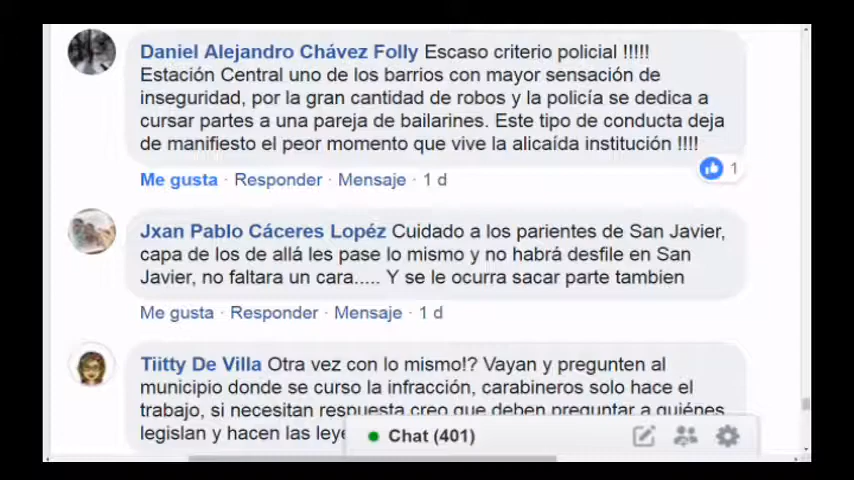 Daniel Alejandro Chávez Folly Escaso criterio policial !!!!!
Estación Central uno de los barrios con mayor sensación de
inseguridad, por la gran cantidad de robos y la policía se dedica a
cursar partes a una pareja de bailarines. Este tipo de conducta deja
de manifiesto el peor momento que vive la alicaída institución !!!!
1
Me gusta · Responder · Mensaje · 1 d
Jxan Pablo Cáceres Lopéz Cuidado a los parientes de San Javier,
capa de los de allá les pase lo mismo y no habrá desfile en San
Javier, no faltara un cara..... Y se le ocurra sacar parte tambien
Me gusta · Responder · Mensaje · 1 d
Tiitty De Villa Otra vez con lo mismo!? Vayan y pregunten al
municipio donde se curso la infracción, carabineros solo hace el
trabajo, si necesitan respuesta creo que deben preguntar a quiénes
legislan y hacen las
Chat (401)